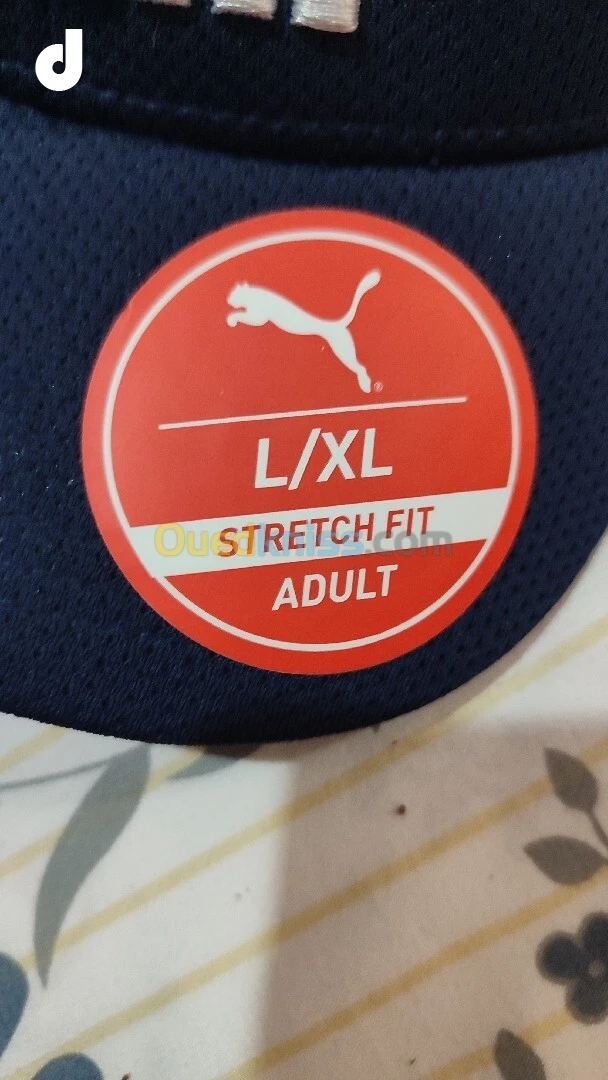 d
L/XL
STRETCH FIT
Ouedkniss.com
ADULT